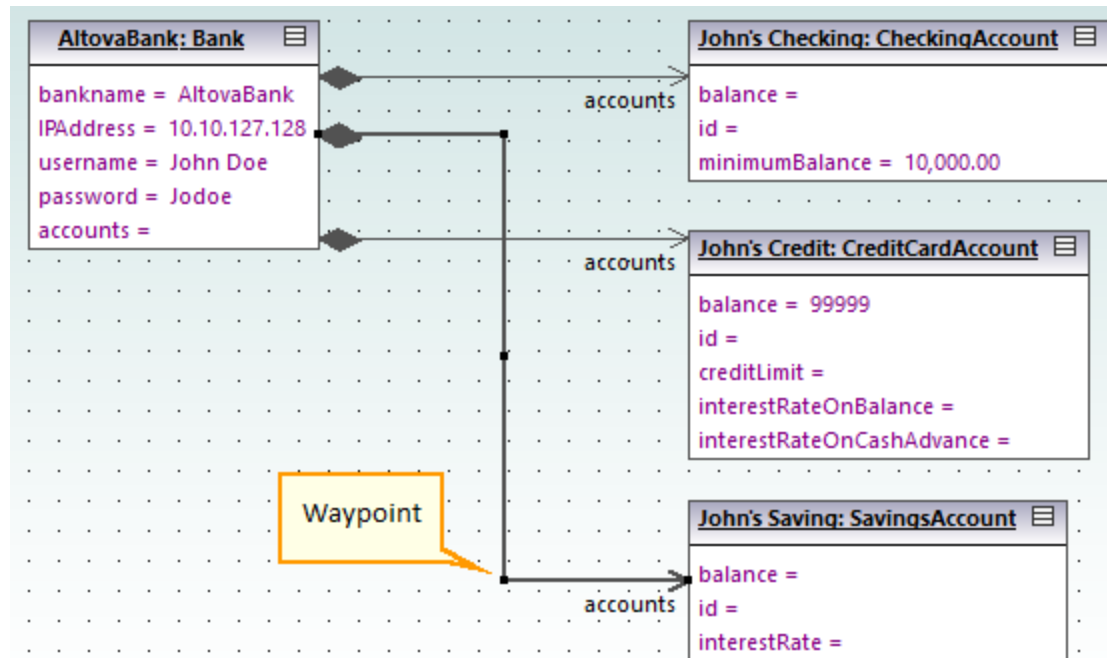 AltovaBank: Bank
bankname = AltovaBank
IPAddress = 10.10.127.128
username = John Doe
password = Jodoe
accounts =
accounts
John's Checking: CheckingAccount
balance =
id =
minimumBalance = 10,000.00
accounts
John's Credit: CreditCardAccount
balance = 99999
id =
creditLimit =
interestRateOnBalance =
interestRateOnCashAdvance =
Waypoint
accounts
John's Saving: SavingsAccount
balance =
id =
interestRate =